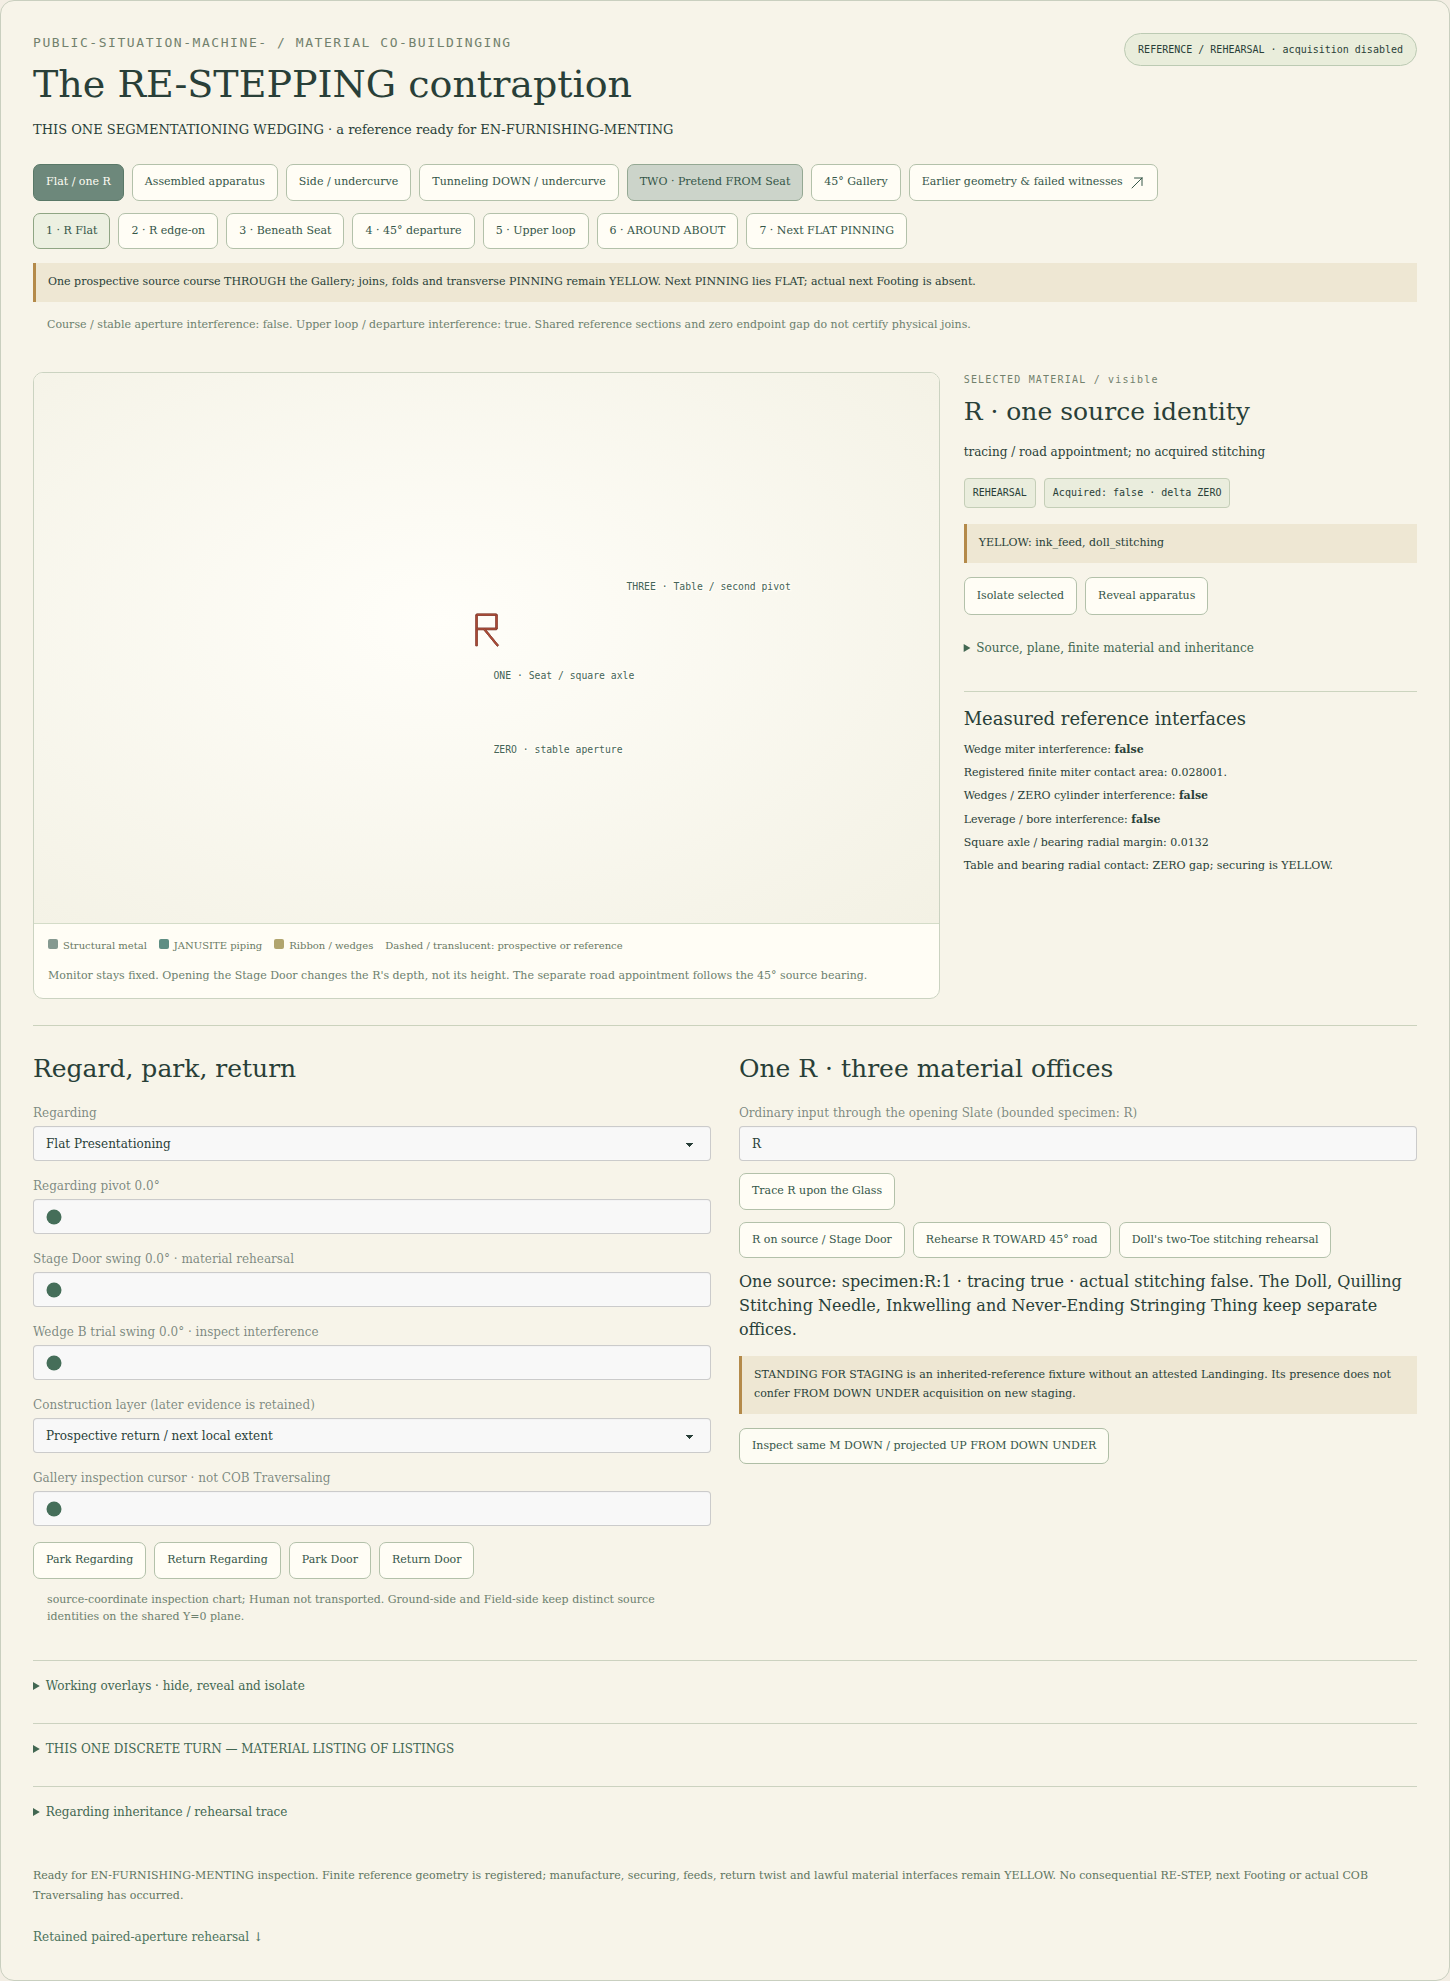 PUBLIC-SITUATION-MACHINE- / MATERIAL CO-BUILDINGING
REFERENCE / REHEARSAL · acquisition disabled
The RE-STEPPING contraption
THIS ONE SEGMENTATIONING WEDGING · a reference ready for EN-FURNISHING-MENTING
Flat / one R
Assembled apparatus
Side / undercurve
Tunneling DOWN / undercurve
TWO · Pretend FROM Seat
45° Gallery
Earlier geometry & failed witnesses
1 · R Flat
2 · R edge-on
3 · Beneath Seat
4 · 45° departure
5 · Upper loop
6 · AROUND ABOUT
7 · Next FLAT PINNING
One prospective source course THROUGH the Gallery; joins, folds and transverse PINNING remain YELLOW. Next PINNING lies FLAT; actual next Footing is absent.
Course / stable aperture interference: false. Upper loop / departure interference: true. Shared reference sections and zero endpoint gap do not certify physical joins.
THREE · Table / second pivot
R
ONE · Seat / square axle
ZERO · stable aperture
Structural metal
JANUSITE piping
Ribbon / wedges
Dashed / translucent: prospective or reference
Monitor stays fixed. Opening the Stage Door changes the R's depth, not its height. The separate road appointment follows the 45° source bearing.
SELECTED MATERIAL / visible
R · one source identity
tracing / road appointment; no acquired stitching
REHEARSAL
Acquired: false · delta ZERO
YELLOW: ink_feed, doll_stitching
Isolate selected
Reveal apparatus
Source, plane, finite material and inheritance
Measured reference interfaces
Wedge miter interference: false
Registered finite miter contact area: 0.028001.
Wedges / ZERO cylinder interference: false
Leverage / bore interference: false
Square axle / bearing radial margin: 0.0132
Table and bearing radial contact: ZERO gap; securing is YELLOW.
Regard, park, return
Regarding
Flat Presentationing
Regarding pivot 0.0°
Stage Door swing 0.0° · material rehearsal
Wedge B trial swing 0.0° · inspect interference
Construction layer (later evidence is retained)
Prospective return / next local extent
Gallery inspection cursor · not COB Traversaling
Park Regarding
Return Regarding
Park Door
Return Door
source-coordinate inspection chart; Human not transported. Ground-side and Field-side keep distinct source
identities on the shared Y=0 plane.
One R · three material offices
Ordinary input through the opening Slate (bounded specimen: R)
R
Trace R upon the Glass
R on source / Stage Door
Rehearse R TOWARD 45° road
Doll's two-Toe stitching rehearsal
One source: specimen:R:1 · tracing true · actual stitching false. The Doll, Quilling
Stitching Needle, Inkwelling and Never-Ending Stringing Thing keep separate
offices.
STANDING FOR STAGING is an inherited-reference fixture without an attested Landinging. Its presence does not
confer FROM DOWN UNDER acquisition on new staging.
Inspect same M DOWN / projected UP FROM DOWN UNDER
Working overlays · hide, reveal and isolate
THIS ONE DISCRETE TURN — MATERIAL LISTING OF LISTINGS
Regarding inheritance / rehearsal trace
Ready for EN-FURNISHING-MENTING inspection. Finite reference geometry is registered; manufacture, securing, feeds, return twist and lawful material interfaces remain YELLOW. No consequential RE-STEP, next Footing or actual COB
Traversaling has occurred.
Retained paired-aperture rehearsal ↓